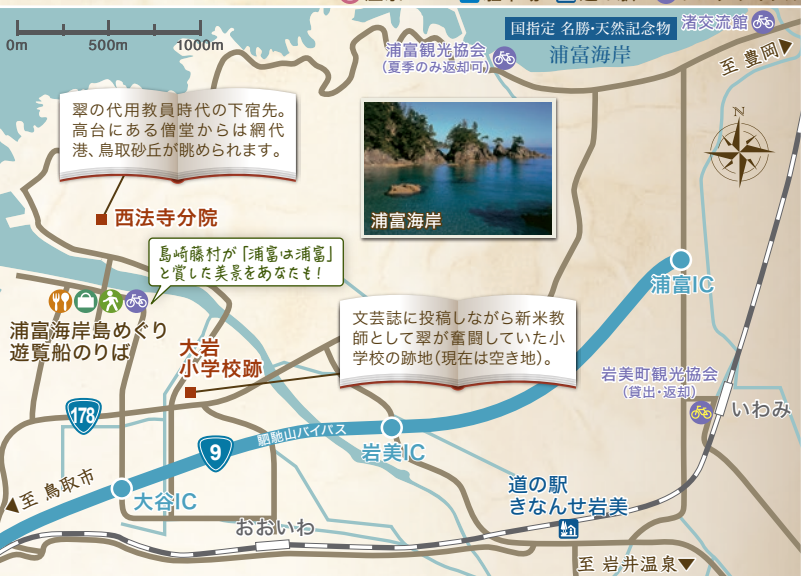 0m 500m 1000m
国指定 名勝・天然記念物
浦富海岸
渚交流館
至 豊岡
浦富観光協会
(夏季のみ返却可)
翠の代用教員時代の下宿先。
高台にある僧堂からは網代
港、鳥取砂丘が眺められます。
N
浦富海岸
西法寺分院
島崎藤村が「浦富は浦富」
と賞した美景をあなたも!
浦富IC
浦富海岸島めぐり
遊覧船のりば
大岩
小学校跡
文芸誌に投稿しながら新米教
師として翠が奮闘していた小
学校の跡地(現在は空き地)。
岩美町観光協会
(貸出・返却)
いわみ
178
9
駟馳山バイパス
岩美IC
至 鳥取市
大谷IC
道の駅
きなんせ岩美
おおいわ
至 岩井温泉